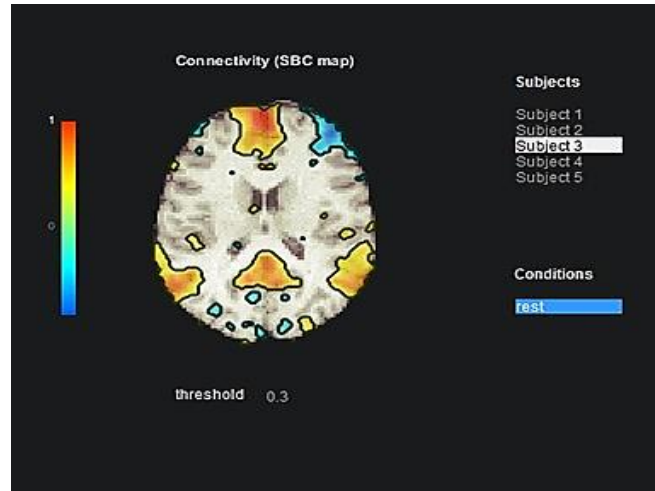 Connectivity (SBC map)
1
0
threshold 0.3
Subjects
Subject 1
Subject 2
Subject 3
Subject 4
Subject 5
Conditions
rest